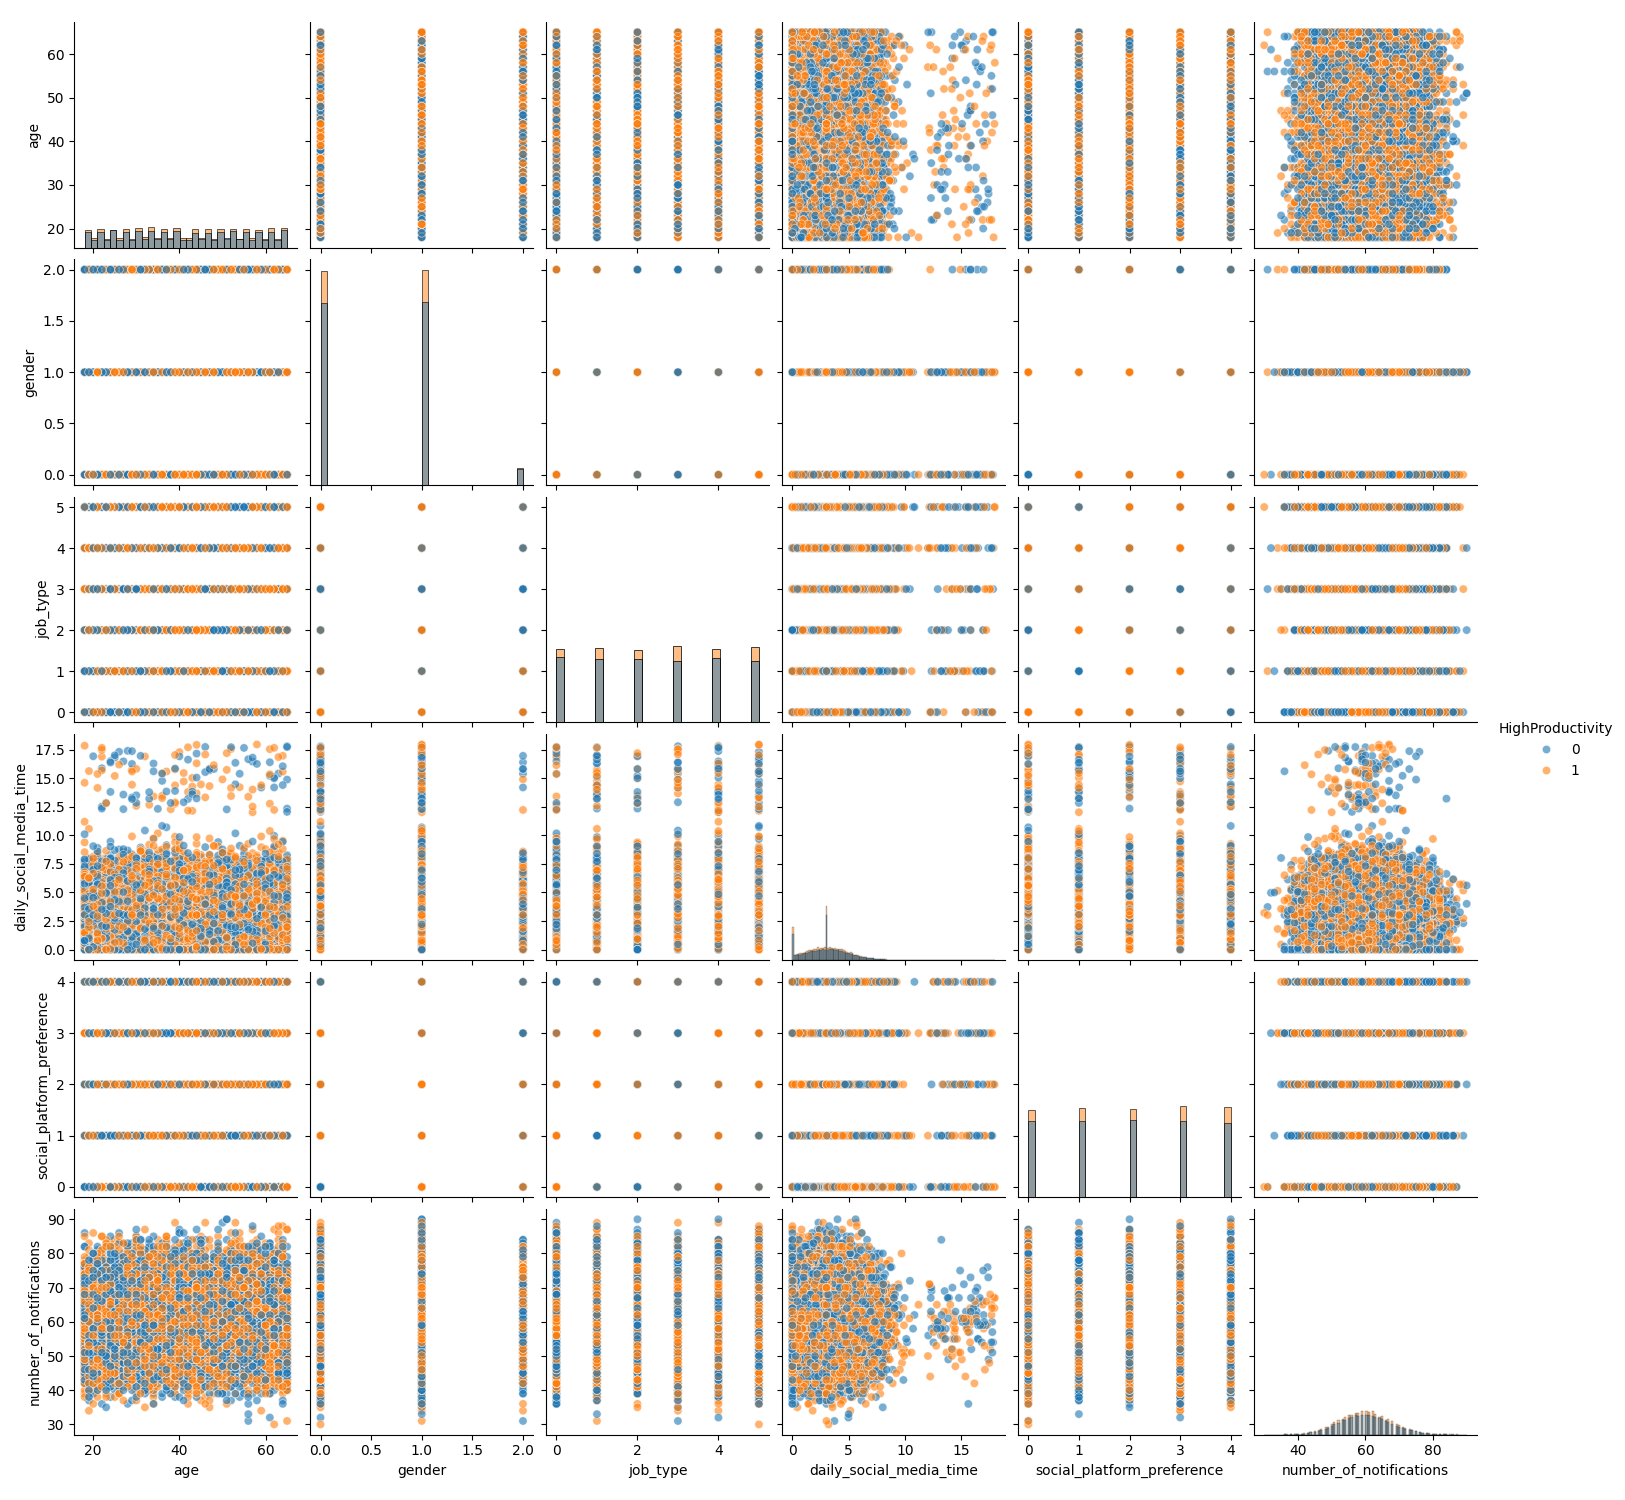 60
50
40
30
20
age
2.0
1.5
1.0
0.5
0.0
gender
5
4
3
2
1
0
job_type
HighProductivity
0
1
17.5
15.0
12.5
10.0
7.5
5.0
2.5
0.0
daily_social_media_time
4
3
2
1
0
social_platform_preference
90
80
70
60
50
40
30
number_of_notifications
20 40 60
0.0 0.5 1.0 1.5 2.0
0 2 4
0 5 10 15
0 1 2 3 4
40 60 80
age
gender
job_type
daily_social_media_time
social_platform_preference
number_of_notifications